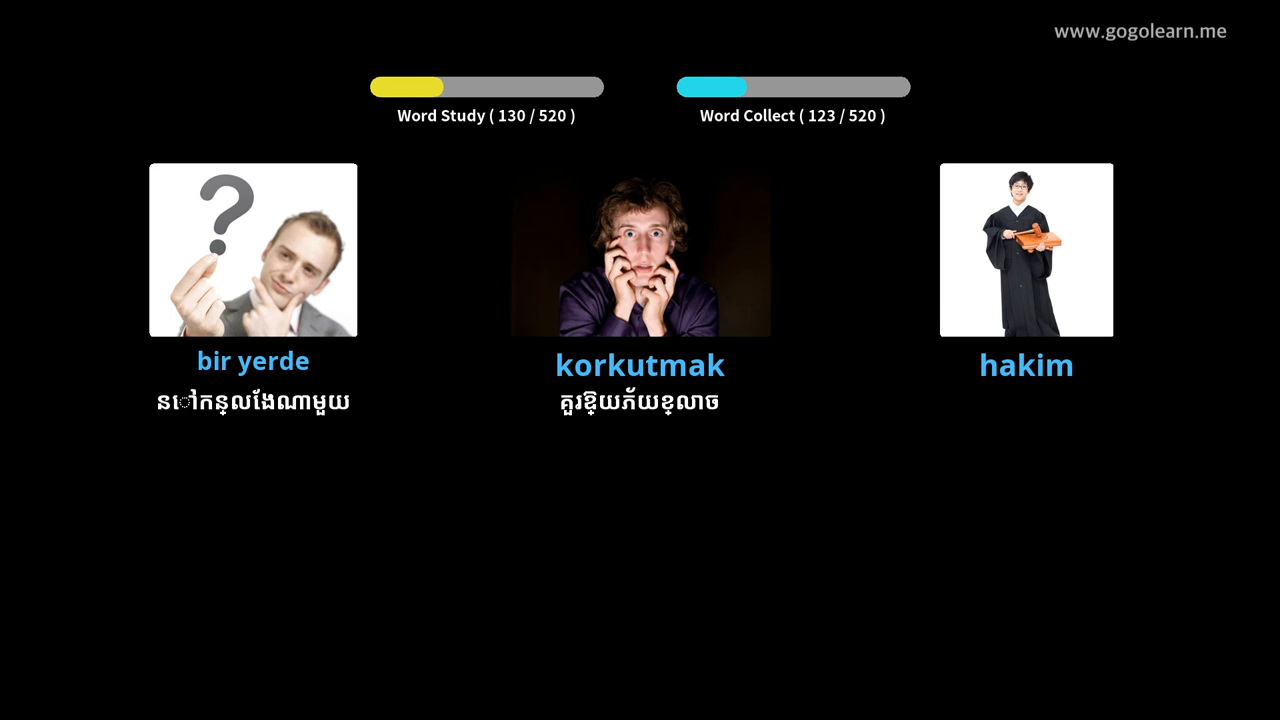 www.gogolearn.me
Word Study ( 130 / 520 )
Word Collect ( 123 / 520 )
bir yerde
korkutmak
hakim
នៅកន្លែងណាមួយ
គួរឱ្យភ័យខ្លាច